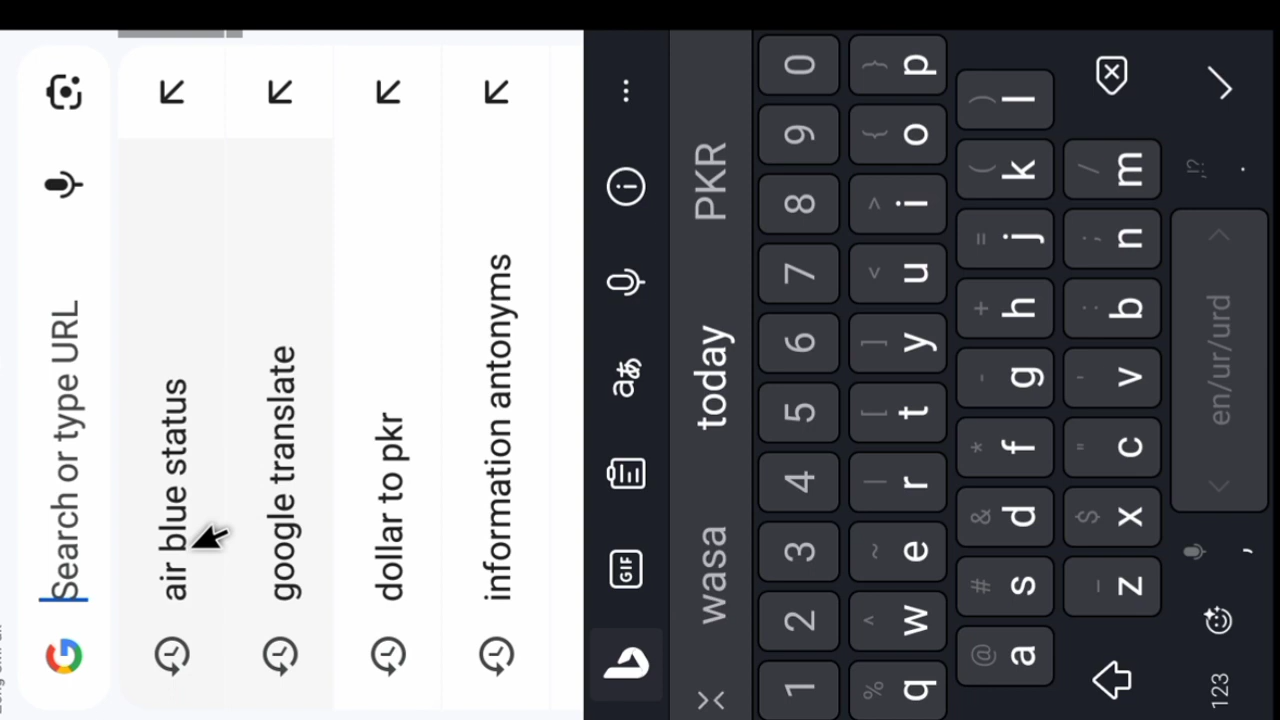 Search or type URL
air blue status
google translate
dollar to pkr
information antonyms
GIF
wasa today PKR
1 2 3 4 5 6 7 8 9 0
% ^ ~ | [ ] < > { }
q w e r t y u i o p
@ # & * - + = ( )
a s d f g h j k l
_ $ " ' : ; /
z x c v b n m
123 , en/ur/urd . !?